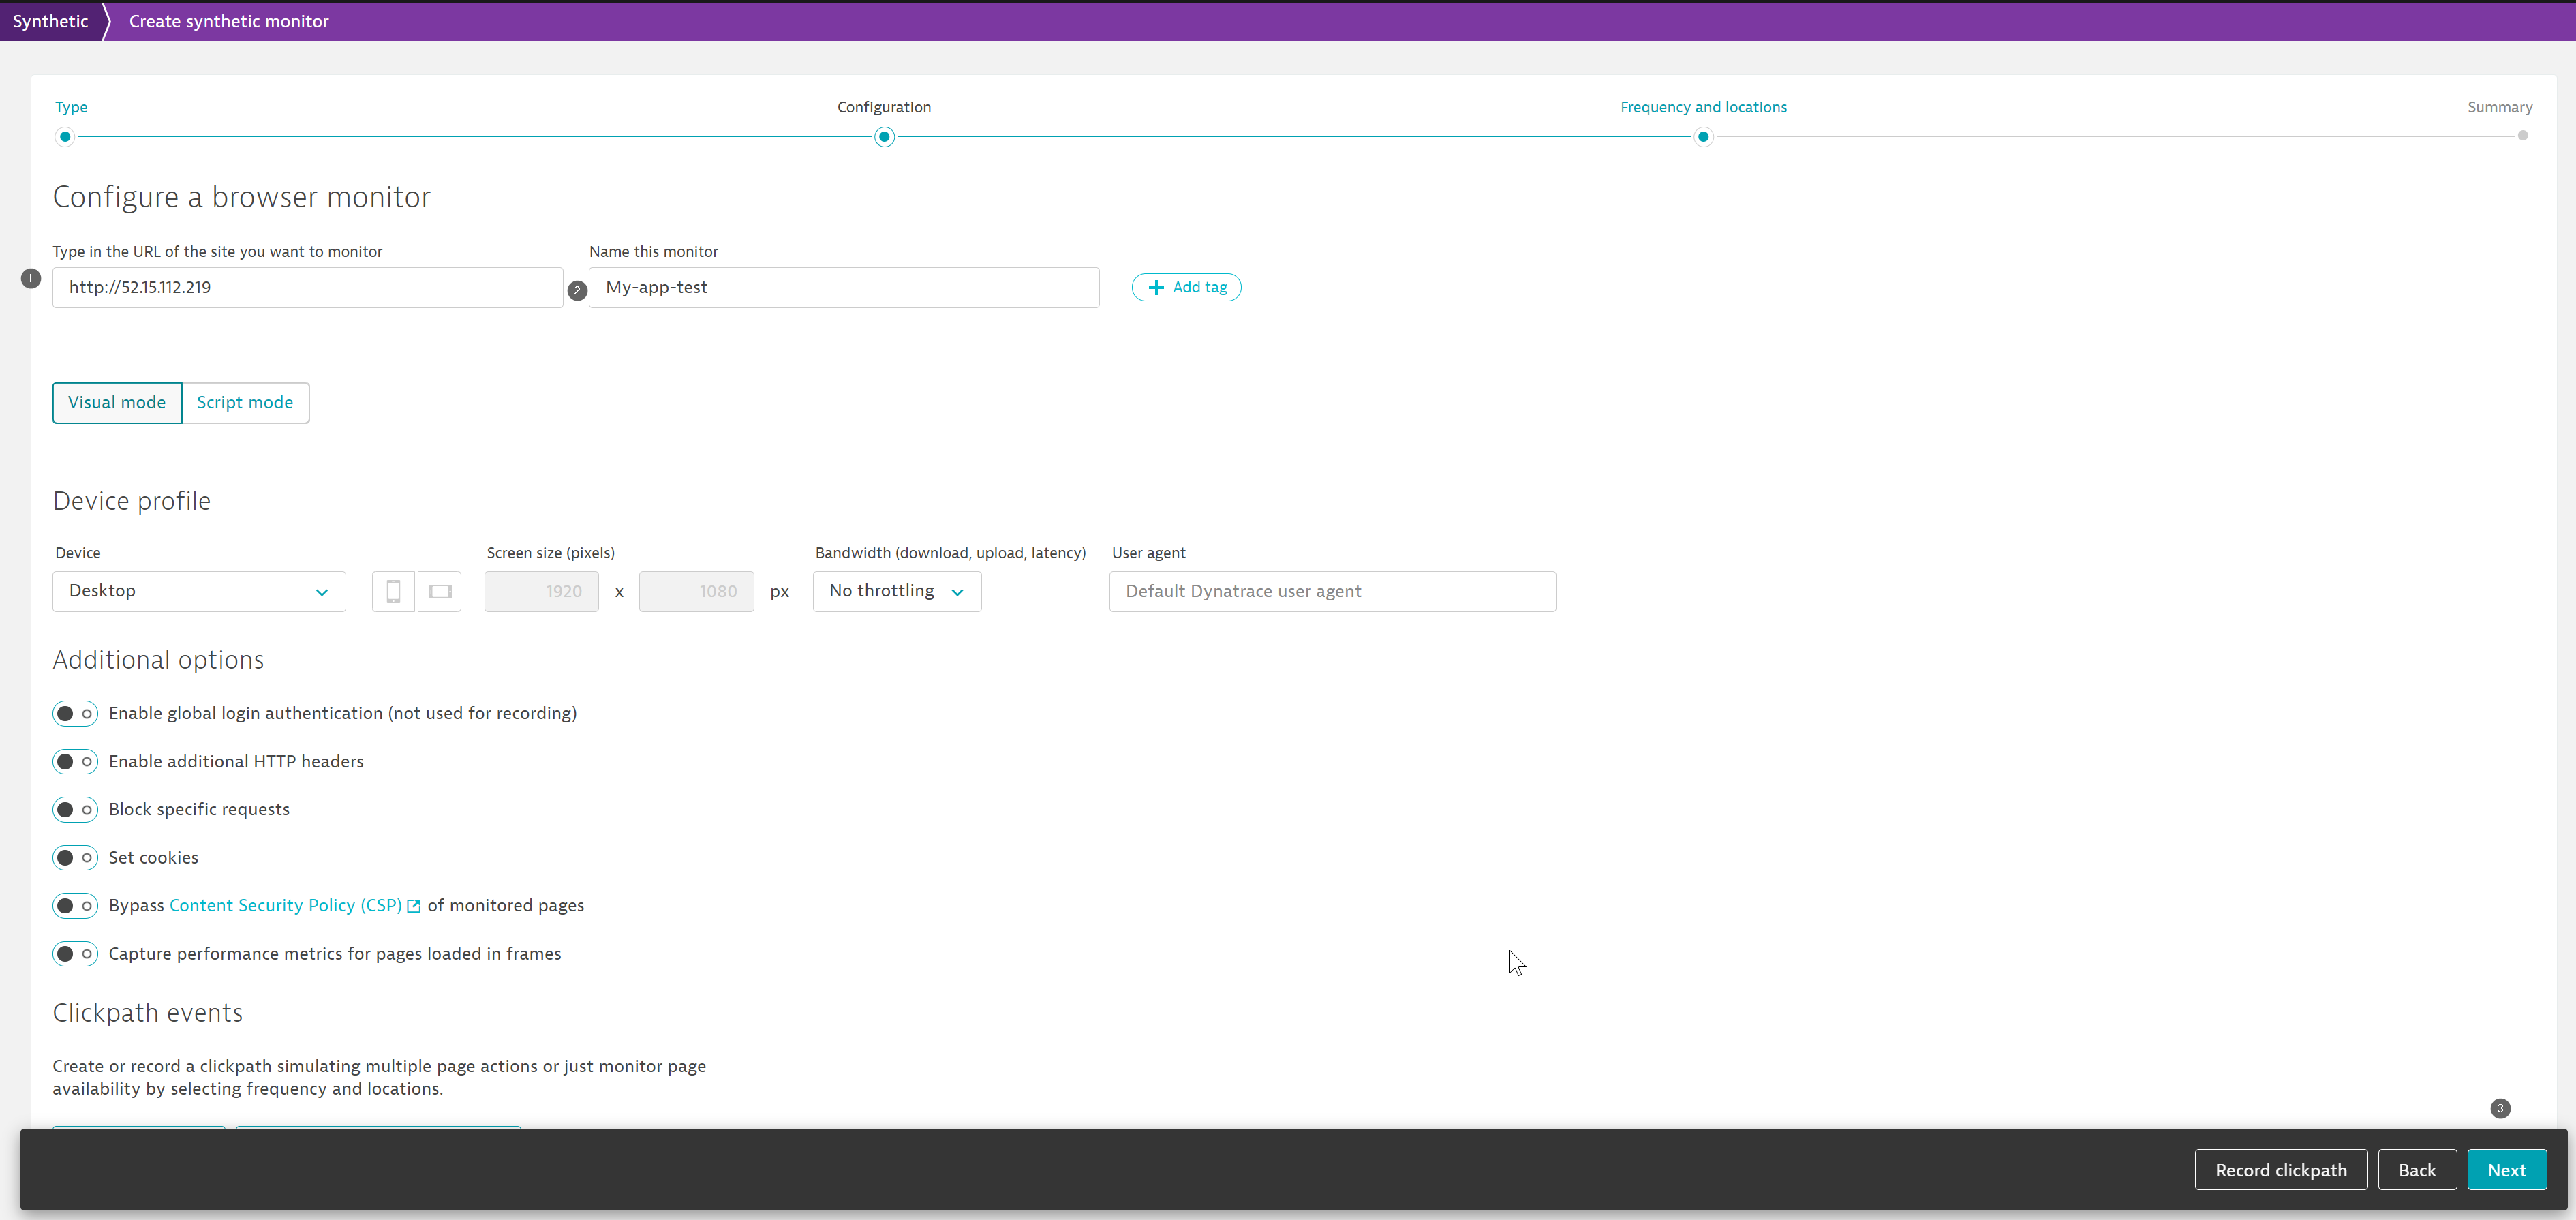 Synthetic
Create synthetic monitor
Type
Configuration
Frequency and locations
Summary
Configure a browser monitor
Type in the URL of the site you want to monitor
Name this monitor
1
http://52.15.112.219
2
My-app-test
Add tag
Visual mode
Script mode
Device profile
Device
Screen size (pixels)
Bandwidth (download, upload, latency)
User agent
Desktop
1920
x
1080
px
No throttling
Default Dynatrace user agent
Additional options
Enable global login authentication (not used for recording)
Enable additional HTTP headers
Block specific requests
Set cookies
Bypass Content Security Policy (CSP) of monitored pages
Capture performance metrics for pages loaded in frames
Clickpath events
Create or record a clickpath simulating multiple page actions or just monitor page
availability by selecting frequency and locations.
3
Record clickpath
Back
Next